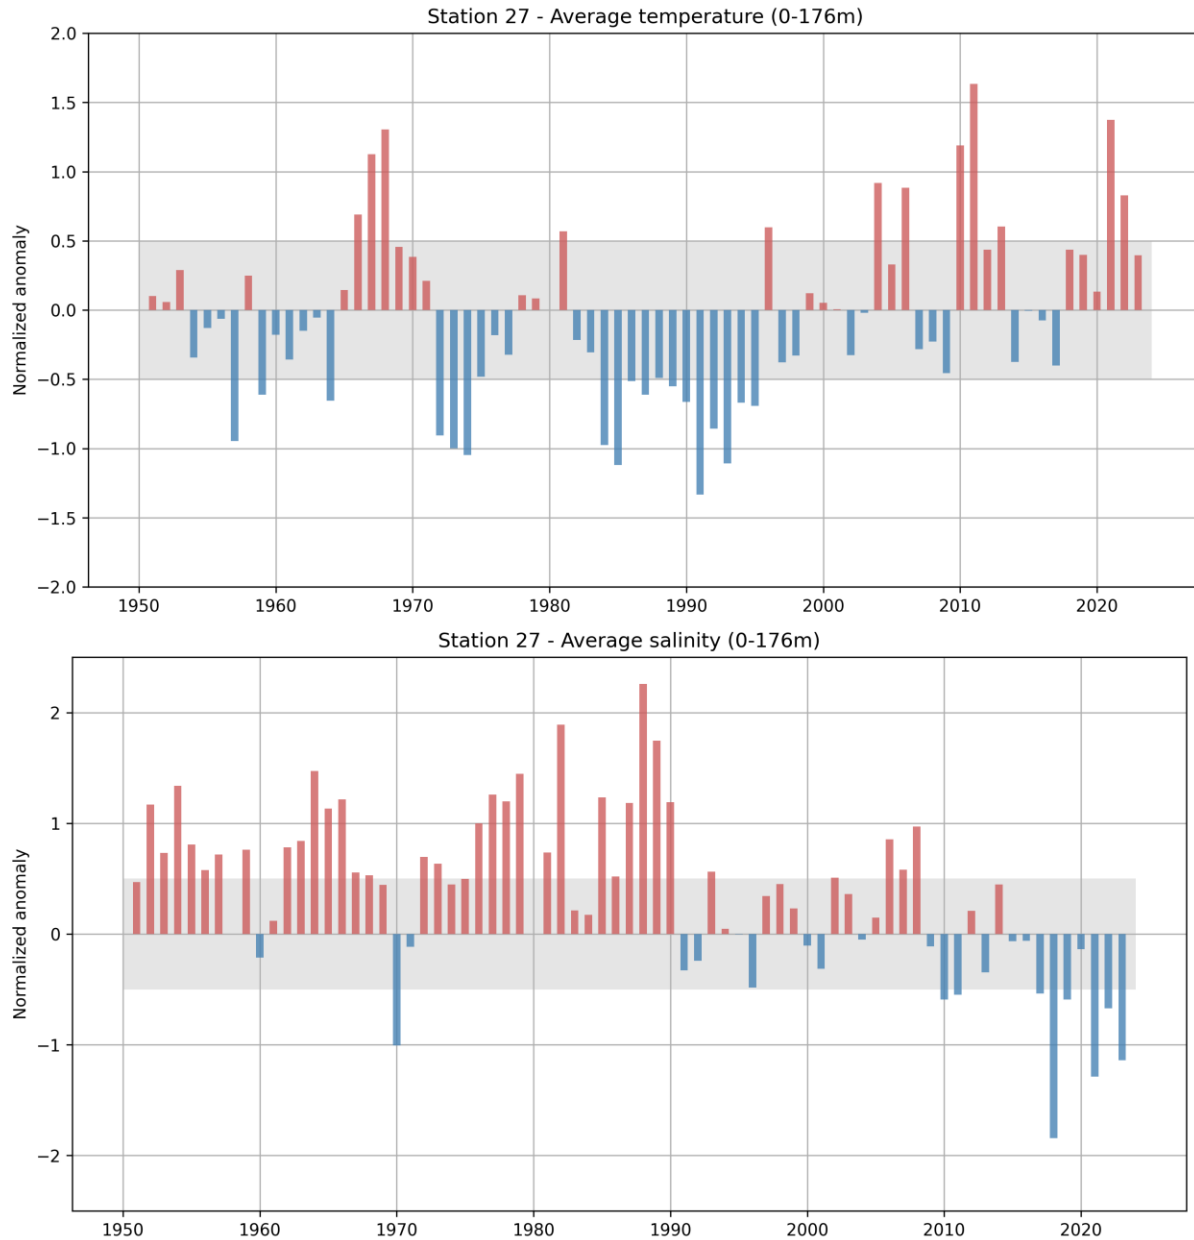 Station 27 - Average temperature (0-176m)
2.0
1.5
1.0
0.5
0.0
−0.5
−1.0
−1.5
−2.0
Normalized anomaly
1950 1960 1970 1980 1990 2000 2010 2020
Station 27 - Average salinity (0-176m)
2
1
0
−1
−2
Normalized anomaly
1950 1960 1970 1980 1990 2000 2010 2020